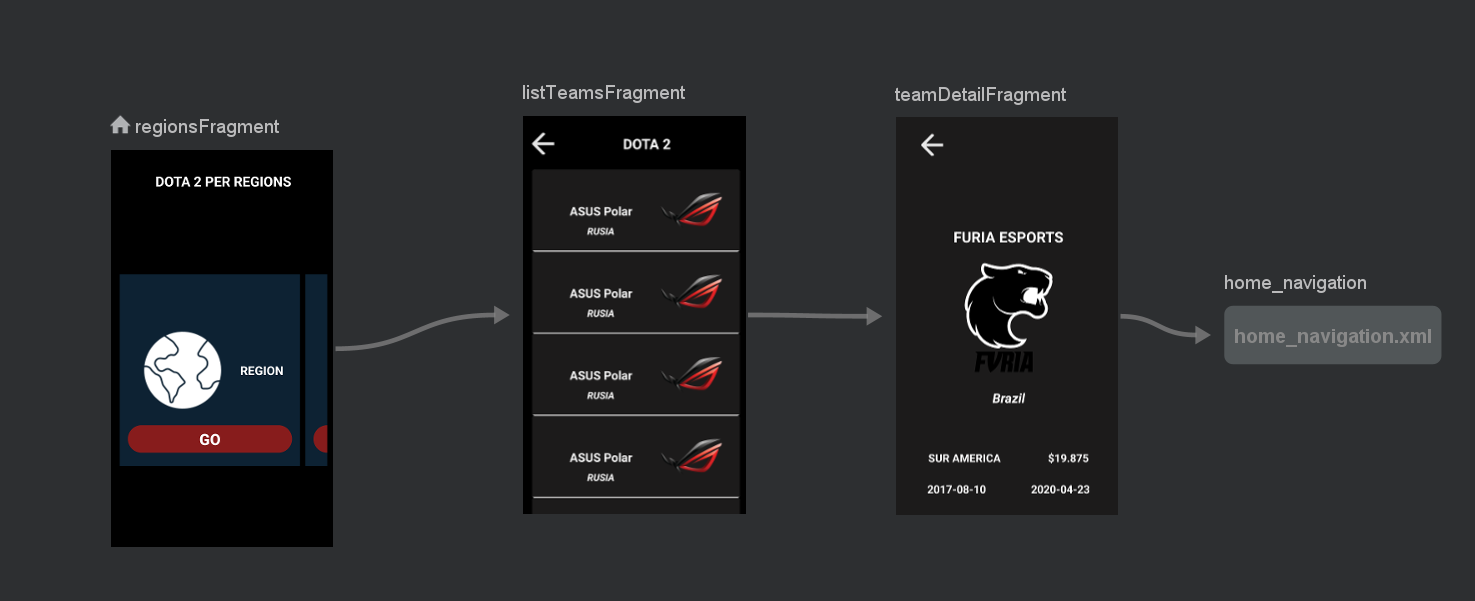 regionsFragment
DOTA 2 PER REGIONS
REGION
GO
listTeamsFragment
DOTA 2
ASUS Polar
RUSIA
ASUS Polar
RUSIA
ASUS Polar
RUSIA
ASUS Polar
RUSIA
teamDetailFragment
FURIA ESPORTS
FVRIA
Brazil
SUR AMERICA $19.875
2017-08-10 2020-04-23
home_navigation
home_navigation.xml